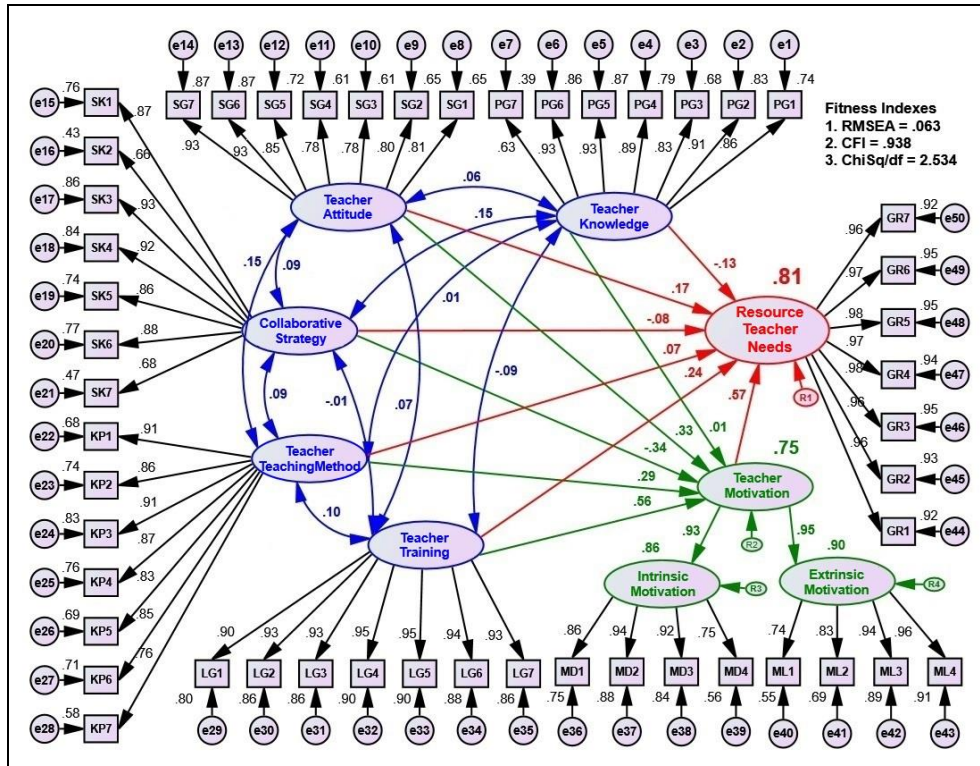 e14 e13 e12 e11 e10 e9 e8 e7 e6 e5 e4 e3 e2 e1
.87 .87 .72 .61 .61 .65 .65 .39 .86 .87 .79 .68 .83 .74
SG7 SG6 SG5 SG4 SG3 SG2 SG1 PG7 PG6 PG5 PG4 PG3 PG2 PG1
.93 .93 .85 .78 .78 .80 .81 .63 .93 .93 .89 .83 .91 .86
Fitness Indexes
1. RMSEA = .063
2. CFI = .938
3. ChiSq/df = 2.534
e15 .76 SK1 .87
e16 .43 SK2 .66
e17 .86 SK3 .93
e18 .84 SK4 .92
e19 .74 SK5 .86
e20 .77 SK6 .88
e21 .47 SK7 .68
e22 .68 KP1 .91
e23 .74 KP2 .86
e24 .83 KP3 .91
e25 .76 KP4 .87
e26 .69 KP5 .83
e27 .71 KP6 .85
e28 .58 KP7 .76
Teacher
Attitude
Teacher
Knowledge
Collaborative
Strategy
Teacher
TeachingMethod
Teacher
Training
.06
.15
.15
.09
.01
.09
-.01
.07
-.09
.10
-.13
.17
-.08
.07
.24
.57
.01
.33
-.34
.29
.56
.81
Resource
Teacher
Needs
R1
.96 GR7 .92 e50
.97 GR6 .95 e49
.98 GR5 .95 e48
.97 GR4 .94 e47
.98 GR3 .95 e46
.96 GR2 .93 e45
.96 GR1 .92 e44
.75
Teacher
Motivation
R2
.93 .95
.86
Intrinsic
Motivation
R3
.90
Extrinsic
Motivation
R4
.90 .93 .93 .95 .95 .94 .93 .86 .94 .92 .75 .74 .83 .94 .96
LG1 LG2 LG3 LG4 LG5 LG6 LG7 MD1 MD2 MD3 MD4 ML1 ML2 ML3 ML4
.80 .86 .86 .90 .90 .88 .86 .75 .88 .84 .56 .55 .69 .89 .91
e29 e30 e31 e32 e33 e34 e35 e36 e37 e38 e39 e40 e41 e42 e43